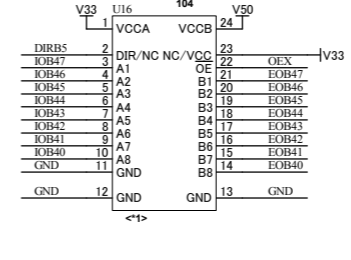 104
V33 U16 V50
1 VCCA VCCB 24
DIRB5 2 DIR/NC NC/VCC 23 V33
IOB47 3 A1 OE 22 OEX
IOB46 4 A2 B1 21 EOB47
IOB45 5 A3 B2 20 EOB46
IOB44 6 A4 B3 19 EOB45
IOB43 7 A5 B4 18 EOB44
IOB42 8 A6 B5 17 EOB43
IOB41 9 A7 B6 16 EOB42
IOB40 10 A8 B7 15 EOB41
GND 11 GND B8 14 EOB40
GND 12 GND GND 13 GND
<*1>